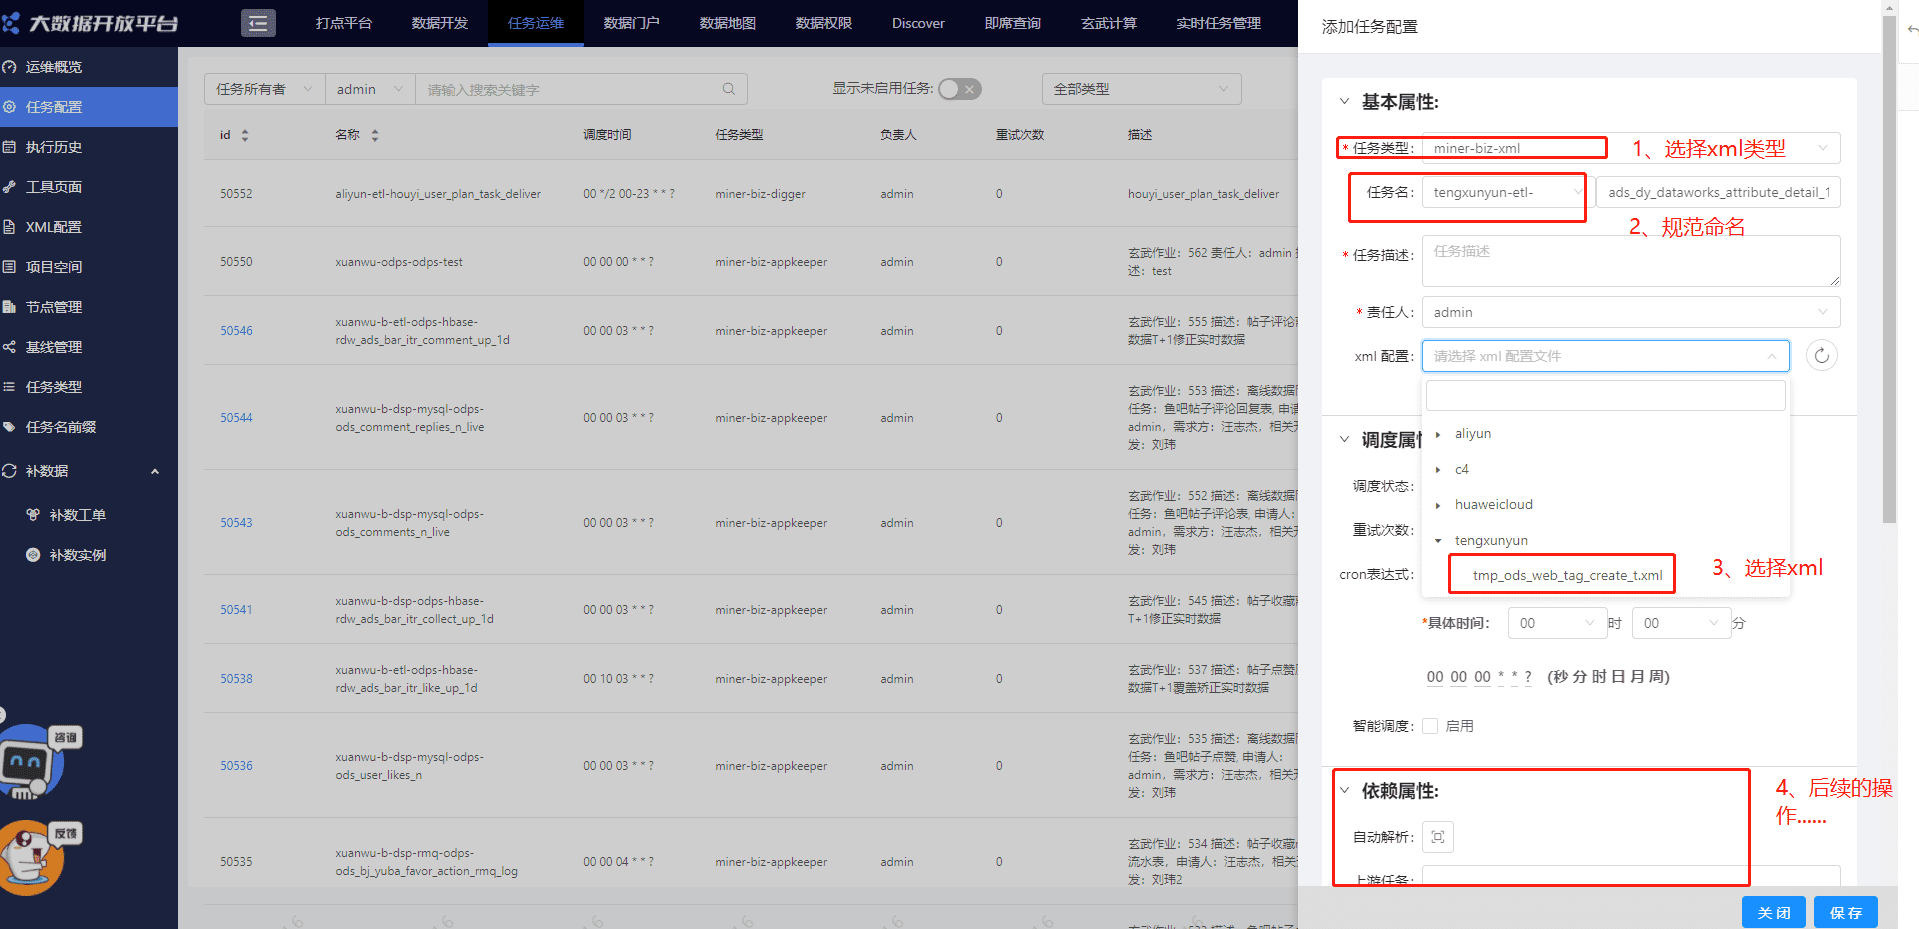 大数据开放平台
打点平台 数据开发 任务运维 数据门户 数据地图 数据权限 Discover 即席查询 玄武计算 实时任务管理
运维概览
任务配置
执行历史
工具页面
XML配置
项目空间
节点管理
基线管理
任务类型
任务名前缀
补数据
补数工单
补数实例
咨询
反馈
任务所有者 admin 请输入搜索关键字 显示未启用任务: 全部类型
id 名称 调度时间 任务类型 负责人 重试次数 描述
50552 aliyun-etl-houyi_user_plan_task_deliver 00 */2 00-23 * * ? miner-biz-digger 0 houyi_user_plan_task_deliver
50550 xuanwu-odps-odps-test 00 00 00 * * ? miner-biz-appkeeper admin 0
玄武作业：562 责任人：admin
述：test
50546 xuanwu-b-etl-odps-hbase-
rdw_ads_bar_itr_comment_up_1d
00 00 03 * * ? miner-biz-appkeeper admin 0
玄武作业：555 描述：帖子评论
数据T+1修正实时数据
50544 xuanwu-b-dsp-mysql-odps-
ods_comment_replies_n_live
00 00 03 * * ? miner-biz-appkeeper admin 0
玄武作业：553 描述：离线数据
任务：鱼吧帖子评论回复表, 申请
admin，需求方：汪志杰，相关
发：刘玮
50543 xuanwu-b-dsp-mysql-odps-
ods_comments_n_live
00 00 03 * * ? miner-biz-appkeeper admin 0
玄武作业：552 描述：离线数据
任务：鱼吧帖子评论表, 申请人：
admin，需求方：汪志杰，相关
发：刘玮
50541 xuanwu-b-dsp-odps-hbase-
rdw_ads_bar_itr_collect_up_1d
00 00 03 * * ? miner-biz-appkeeper admin 0
玄武作业：545 描述：帖子收藏
T+1修正实时数据
50538 xuanwu-b-etl-odps-hbase-
rdw_ads_bar_itr_like_up_1d
00 10 03 * * ? miner-biz-appkeeper admin 0
玄武作业：537 描述：帖子点赞
数据T+1覆盖矫正实时数据
50536 xuanwu-b-dsp-mysql-odps-
ods_user_likes_n
00 00 03 * * ? miner-biz-appkeeper admin 0
玄武作业：535 描述：离线数据
任务：鱼吧帖子点赞, 申请人：
admin，需求方：汪志杰，相关
发：刘玮
50535 xuanwu-b-dsp-rmq-odps-
ods_bj_yuba_favor_action_rmq_log
00 00 04 * * ? miner-biz-appkeeper admin 0
玄武作业：534 描述：帖子收藏
流水表，申请人：汪志杰，相关
发：刘玮2
添加任务配置
基本属性:
* 任务类型: miner-biz-xml 1、选择xml类型
任务名: tengxunyun-etl- ads_dy_dataworks_attribute_detail_1
2、规范命名
* 任务描述: 任务描述
* 责任人: admin
xml 配置: 请选择 xml 配置文件
aliyun
c4
huaweicloud
tengxunyun
tmp_ods_web_tag_create_t.xml 3、选择xml
调度属
调度状态:
重试次数:
cron表达式:
*具体时间: 00 时 00 分
00 00 00 * * ? (秒 分 时 日 月 周)
智能调度: 启用
依赖属性:
4、后续的操
作......
自动解析:
上游任务:
关 闭 保 存